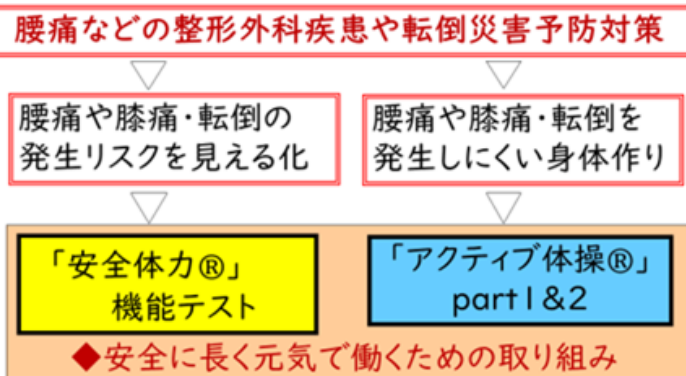 腰痛などの整形外科疾患や転倒災害予防対策
腰痛や膝痛・転倒の
発生リスクを見える化
腰痛や膝痛・転倒を
発生しにくい身体作り
「安全体力®」
機能テスト
「アクティブ体操®」
part1&2
◆安全に長く元気で働くための取り組み